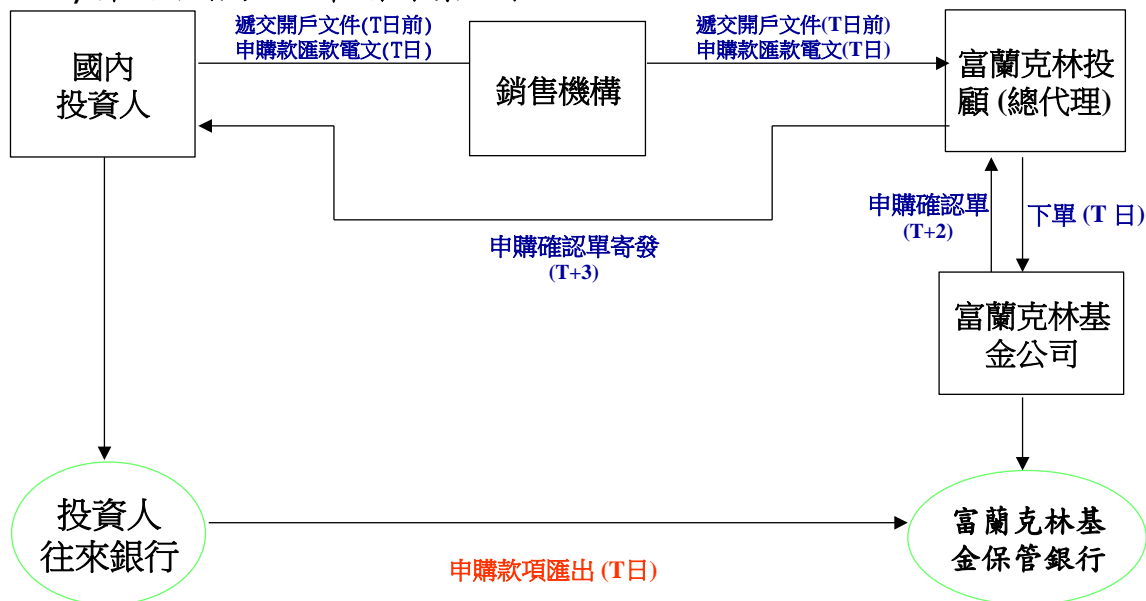 遞交開戶文件(T日前)
申購款匯款電文(T日)
遞交開戶文件(T日前)
申購款匯款電文(T日)
國內
投資人
銷售機構
富蘭克林投
顧 (總代理)
申購確認單
(T+2)
下單 (T 日)
申購確認單寄發
(T+3)
富蘭克林基
金公司
投資人
往來銀行
富蘭克林基
金保管銀行
申購款項匯出 (T日)